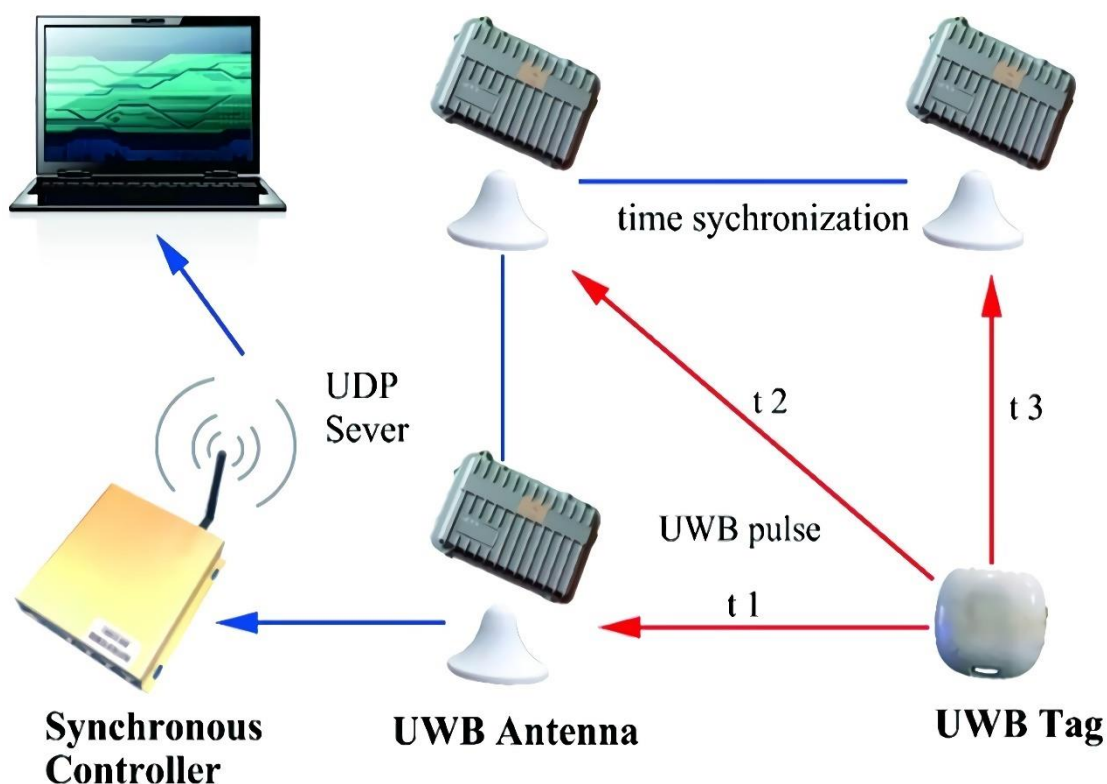 time sychronization
UDP
Sever
t 2
t 3
UWB pulse
t 1
Synchronous
Controller
UWB Antenna
UWB Tag